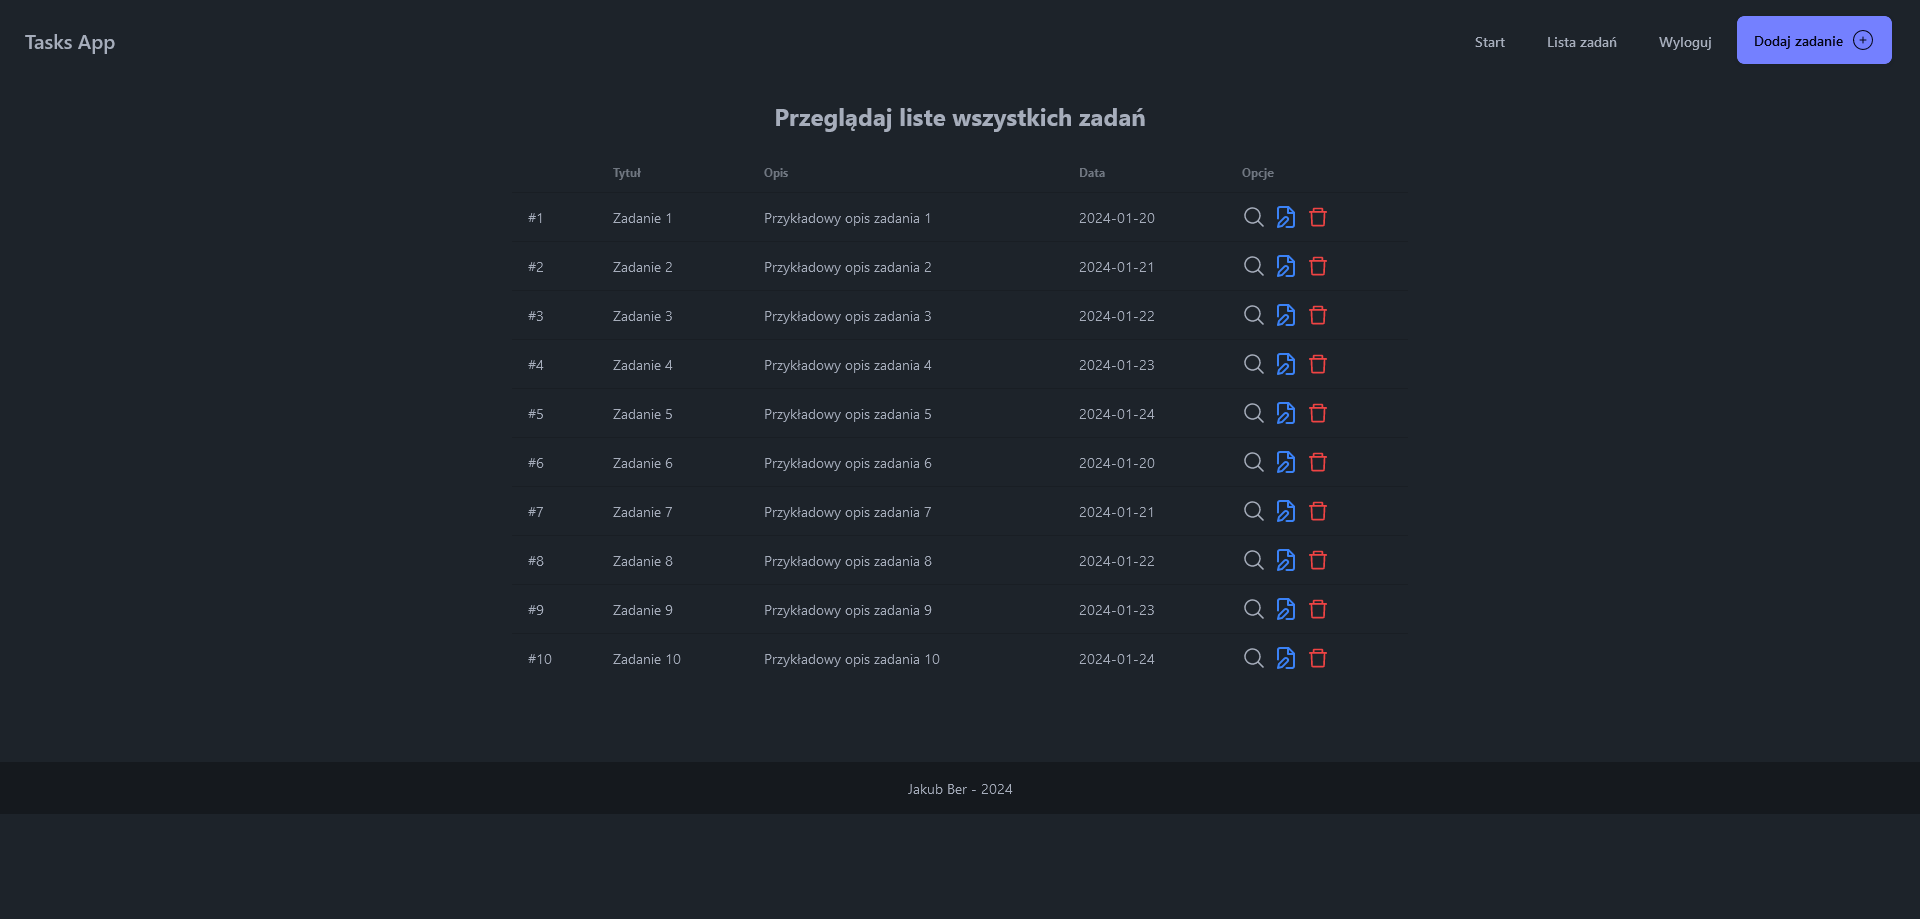 Tasks App
Start Lista zadań Wyloguj Dodaj zadanie
Przeglądaj liste wszystkich zadań
Tytuł Opis Data Opcje
#1 Zadanie 1 Przykładowy opis zadania 1 2024-01-20
#2 Zadanie 2 Przykładowy opis zadania 2 2024-01-21
#3 Zadanie 3 Przykładowy opis zadania 3 2024-01-22
#4 Zadanie 4 Przykładowy opis zadania 4 2024-01-23
#5 Zadanie 5 Przykładowy opis zadania 5 2024-01-24
#6 Zadanie 6 Przykładowy opis zadania 6 2024-01-20
#7 Zadanie 7 Przykładowy opis zadania 7 2024-01-21
#8 Zadanie 8 Przykładowy opis zadania 8 2024-01-22
#9 Zadanie 9 Przykładowy opis zadania 9 2024-01-23
#10 Zadanie 10 Przykładowy opis zadania 10 2024-01-24
Jakub Ber - 2024